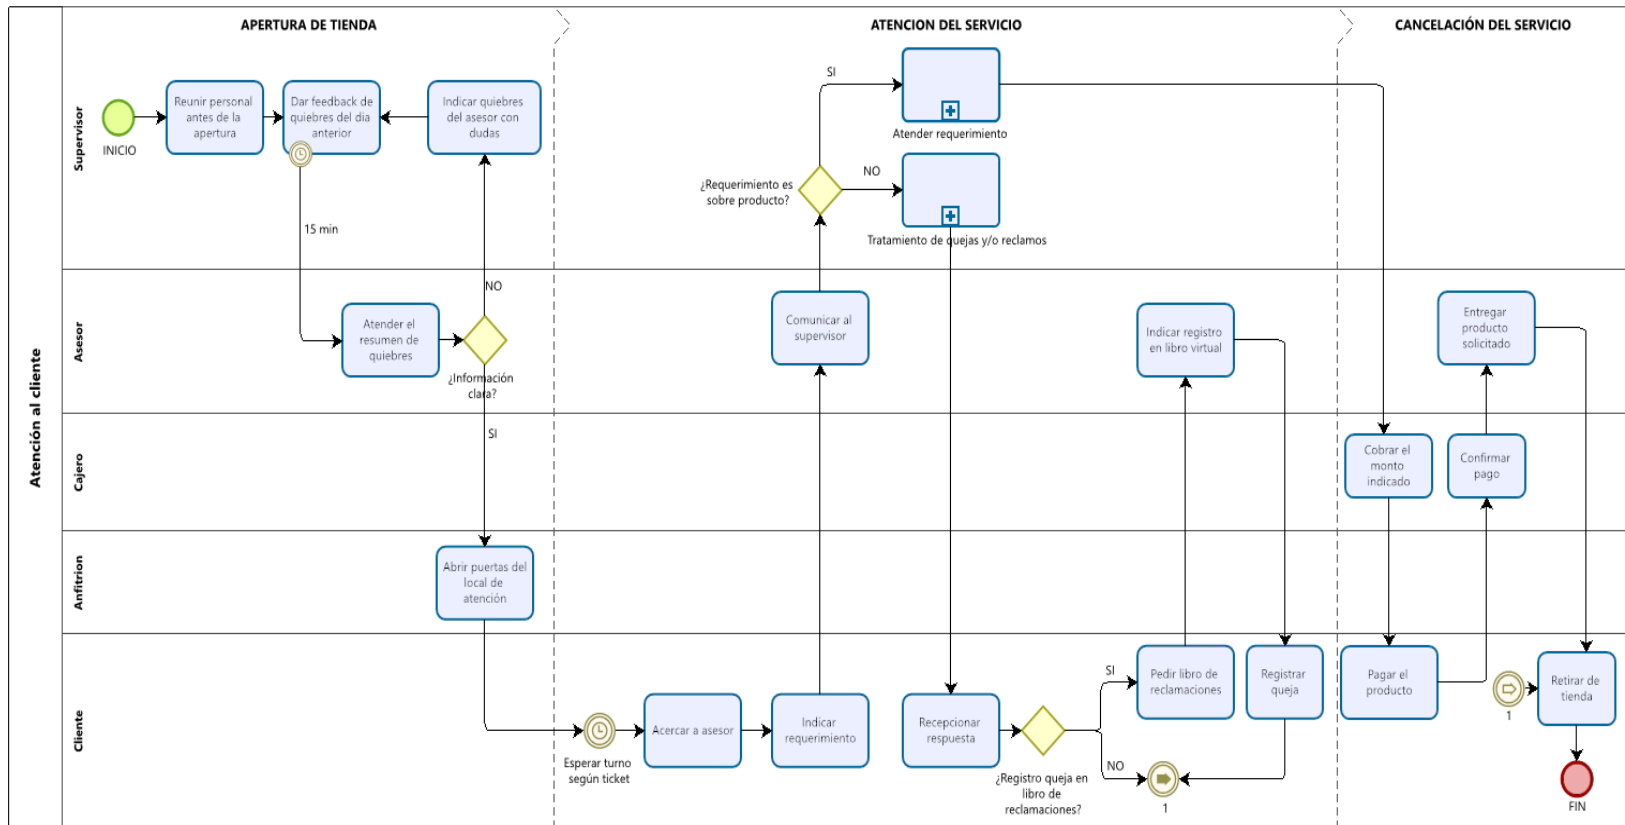 APERTURA DE TIENDA
ATENCION DEL SERVICIO
CANCELACIÓN DEL SERVICIO
Atención al cliente
Supervisor
INICIO
Reunir personal
antes de la
apertura
Dar feedback de
quiebres del dia
anterior
Indicar quiebres
del asesor con
dudas
15 min
NO
¿Requerimiento es
sobre producto?
SI
Atender requerimiento
NO
Tratamiento de quejas y/o reclamos
Asesor
Atender el
resumen de
quiebres
¿Información
clara?
SI
Comunicar al
supervisor
Indicar registro
en libro virtual
Entregar
producto
solicitado
Cajero
Cobrar el
monto
indicado
Confirmar
pago
Anfitrion
Abrir puertas del
local de
atención
Cliente
Esperar turno
según ticket
Acercar a asesor
Indicar
requerimiento
Recepcionar
respuesta
¿Registro queja en
libro de
reclamaciones?
SI
NO
Pedir libro de
reclamaciones
Registrar
queja
1
Pagar el
producto
1
Retirar de
tienda
FIN